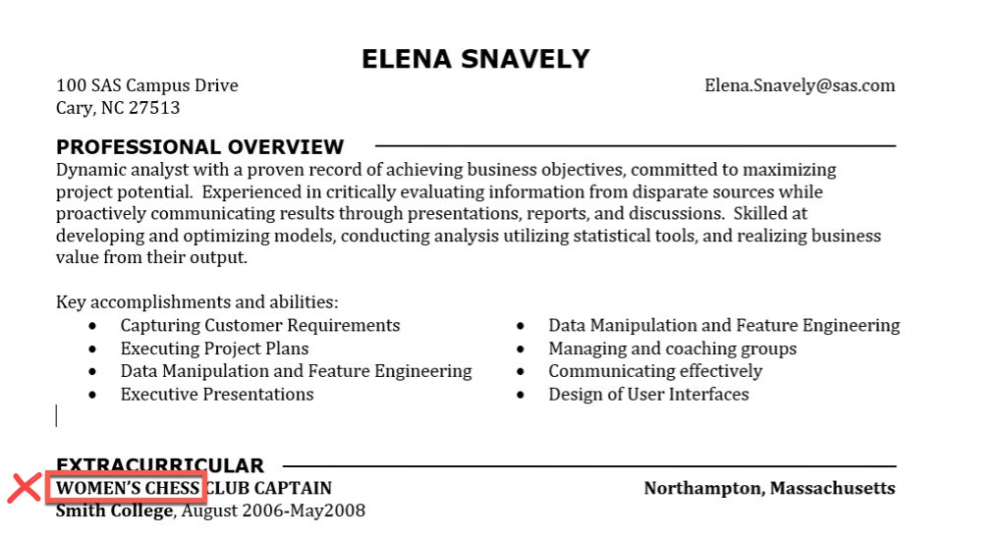 ELENA SNAVELY
100 SAS Campus Drive
Elena.Snavely@sas.com
Cary, NC 27513
PROFESSIONAL OVERVIEW
Dynamic analyst with a proven record of achieving business objectives, committed to maximizing
project potential.  Experienced in critically evaluating information from disparate sources while
proactively communicating results through presentations, reports, and discussions.  Skilled at
developing and optimizing models, conducting analysis utilizing statistical tools, and realizing business
value from their output.
Key accomplishments and abilities:
• Capturing Customer Requirements
• Executing Project Plans
• Data Manipulation and Feature Engineering
• Executive Presentations
• Data Manipulation and Feature Engineering
• Managing and coaching groups
• Communicating effectively
• Design of User Interfaces
EXTRACURRICULAR
WOMEN'S CHESS CLUB CAPTAIN
Northampton, Massachusetts
Smith College, August 2006-May2008